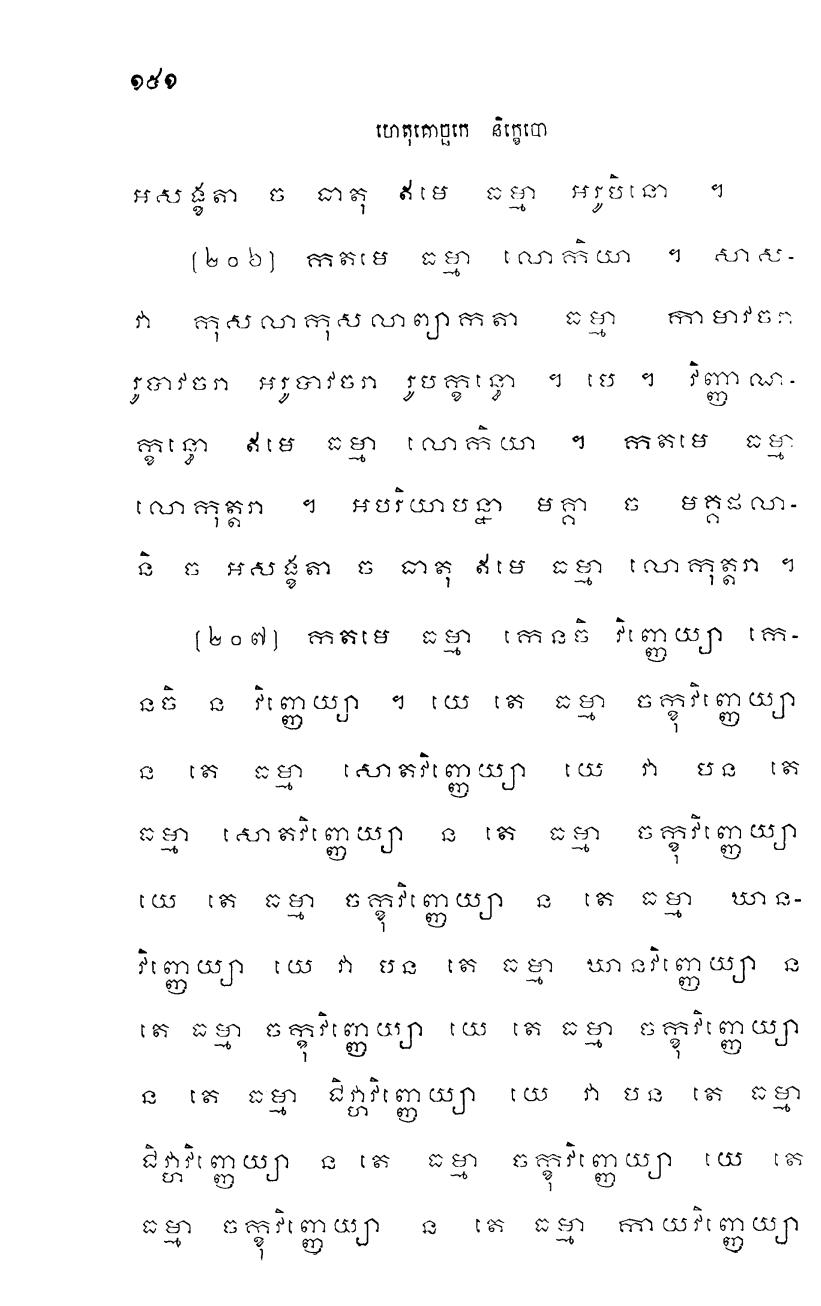 ១៥១
ហេតុគោច្ឆកេ និក្ខេបោ
អសង្ខតា ច ធាតុ ឥមេ ធម្មា អរូបិនោ ។
(២០៦) កតមេ ធម្មា លោកិយា ។ សាស-
វា កុសលាកុសលាព្យាកតា ធម្មា កាមាវចរា
រូបាវចរា អរូបាវចរា រូបក្ខន្ធោ ។ បេ ។ វិញ្ញាណ-
ក្ខន្ធោ ឥមេ ធម្មា លោកិយា ។ កតមេ ធម្មា
លោកុត្តរា ។ អបរិយាបន្នា មគ្គា ច មគ្គផលា-
និ ច អសង្ខតា ច ធាតុ ឥមេ ធម្មា លោកុត្តរា ។
(២០៧) កតមេ ធម្មា កេនចិ វិញ្ញេយ្យា កេ-
នចិ ន វិញ្ញេយ្យា ។ យេ តេ ធម្មា ចក្ខុវិញ្ញេយ្យា
ន តេ ធម្មា សោតវិញ្ញេយ្យា យេ វា បន តេ
ធម្មា សោតវិញ្ញេយ្យា ន តេ ធម្មា ចក្ខុវិញ្ញេយ្យា
យេ តេ ធម្មា ចក្ខុវិញ្ញេយ្យា ន តេ ធម្មា ឃាន-
វិញ្ញេយ្យា យេ វា បន តេ ធម្មា ឃានវិញ្ញេយ្យា ន
តេ ធម្មា ចក្ខុវិញ្ញេយ្យា យេ តេ ធម្មា ចក្ខុវិញ្ញេយ្យា
ន តេ ធម្មា ជិវ្ហាវិញ្ញេយ្យា យេ វា បន តេ ធម្មា
ជិវ្ហាវិញ្ញេយ្យា ន តេ ធម្មា ចក្ខុវិញ្ញេយ្យា យេ តេ
ធម្មា ចក្ខុវិញ្ញេយ្យា ន តេ ធម្មា កាយវិញ្ញេយ្យា